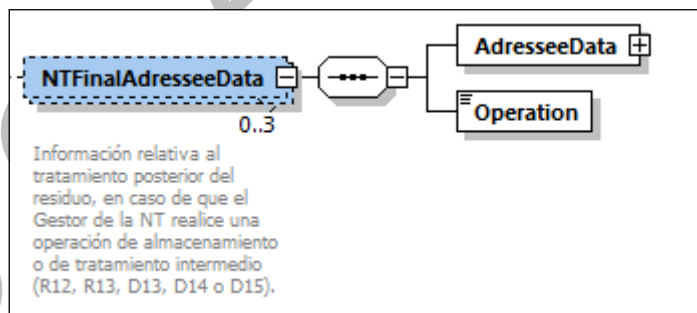 AdresseeData
NTFinalAdresseeData
0..3
Operation
Información relativa al
tratamiento posterior del
residuo, en caso de que el
Gestor de la NT realice una
operación de almacenamiento
o de tratamiento intermedio
(R12, R13, D13, D14 o D15).